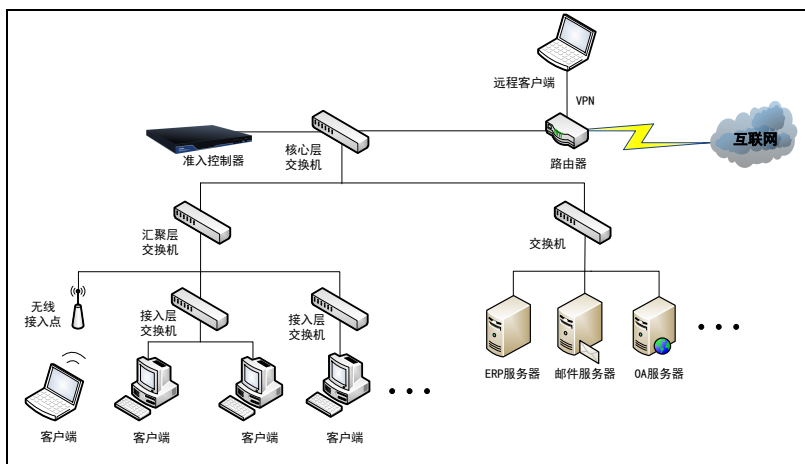 远程客户端
VPN
互联网
准入控制器
核心层
交换机
路由器
汇聚层
交换机
交换机
无线
接入点
接入层
交换机
接入层
交换机
ERP服务器
邮件服务器
OA服务器
客户端
客户端
客户端
客户端